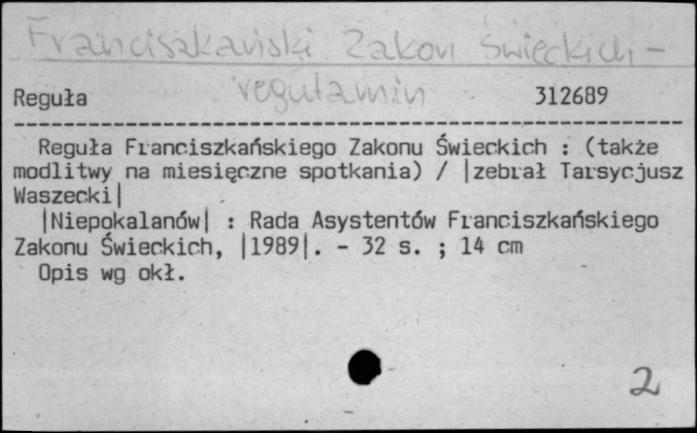 Franciszkański Zakon Świeckich -
regulamin
Reguła 312689
Reguła Franciszkańskiego Zakonu Świeckich : (także
modlitwy na miesięczne spotkania) / |zebrał Tarsycjusz
Waszecki|
|Niepokalanów| : Rada Asystentów Franciszkańskiego
Zakonu Świeckich, |1989|. - 32 s. ; 14 cm
Opis wg okł.
2